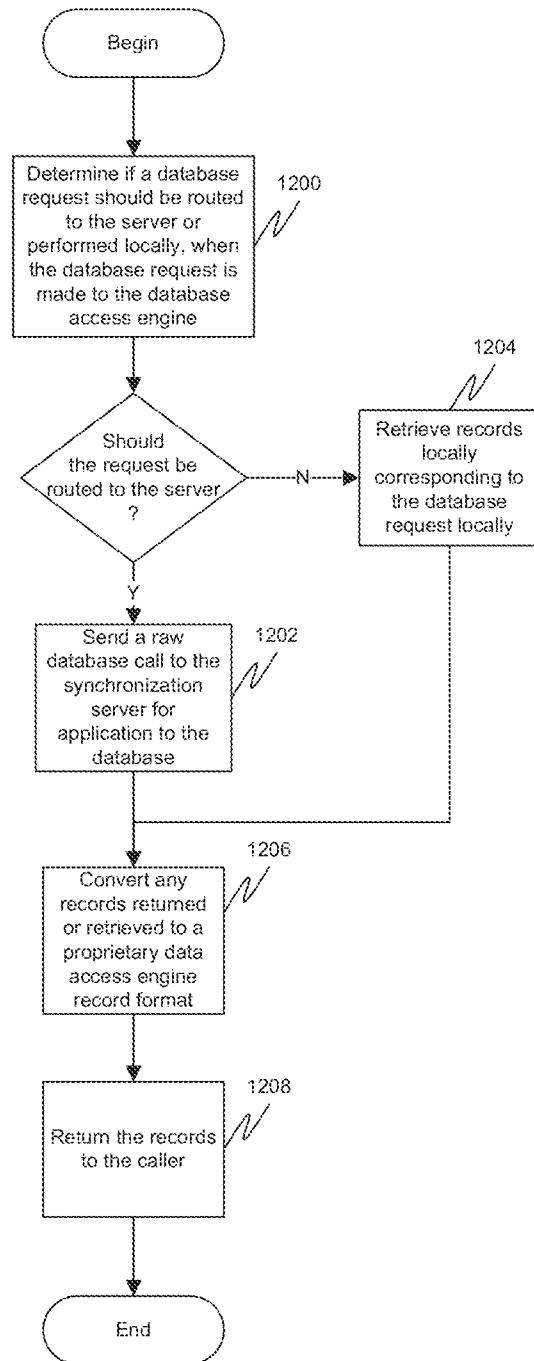 Begin
Determine if a database
request should be routed
to the server or
performed locally, when
the database request is
made to the database
access engine
1200
Should
the request be
routed to the server
?
N
1204
Retrieve records
locally
corresponding to
the database
request locally
Y
Send a raw
database call to the
synchronization
server for
application to the
database
1202
Convert any
records returned
or retrieved to a
proprietary data
access engine
record format
1206
Return the records
to the caller
1208
End